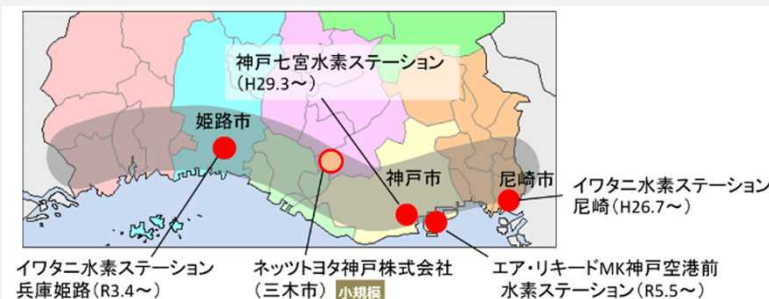 神戸七宮水素ステーション
(H29.3～)
姫路市
神戸市
尼崎市
イワタニ水素ステーション
尼崎(H26.7～)
イワタニ水素ステーション
兵庫姫路(R3.4～)
ネッツトヨタ神戸株式会社
(三木市) 小規模
エア・リキードMK神戸空港前
水素ステーション(R5.5～)